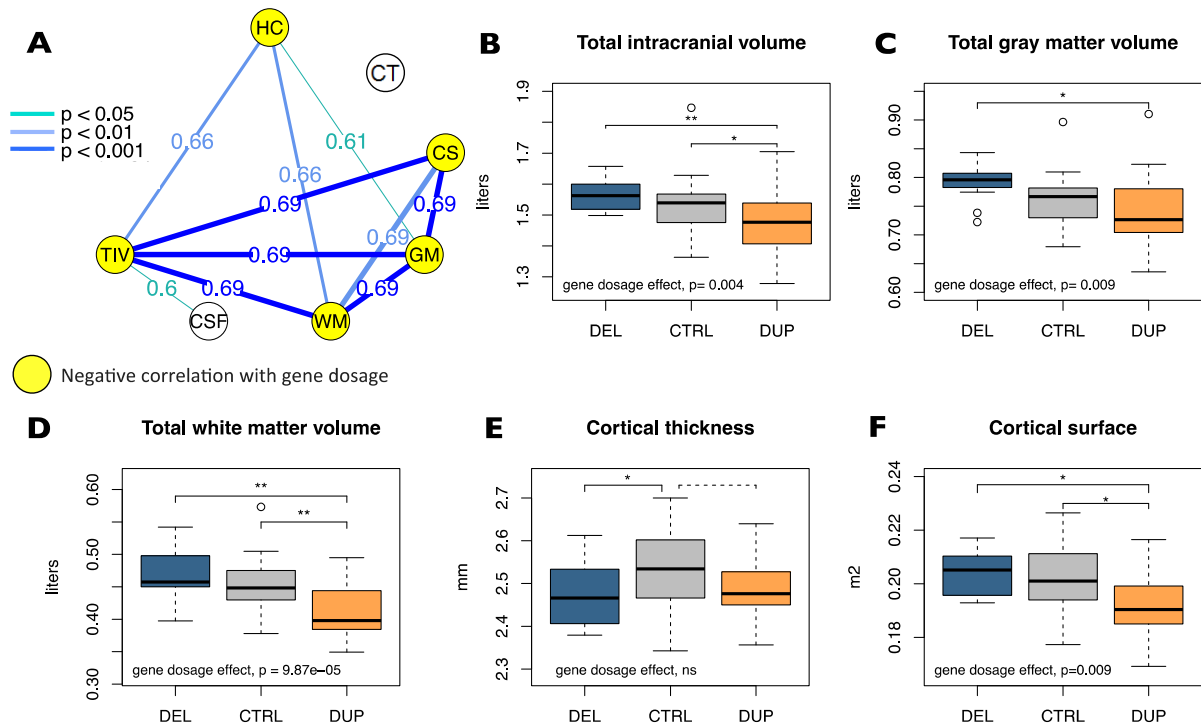 A
HC
CT
p < 0.05
p < 0.01
p < 0.001
0.66
0.61
0.66
CS
0.69
0.69
0.69
TIV
0.69
GM
0.6
0.69
0.69
CSF
WM
Negative correlation with gene dosage
B
Total intracranial volume
liters
1.9
1.7
1.5
1.3
**
*
gene dosage effect, p= 0.004
DEL CTRL DUP
C
Total gray matter volume
liters
0.90
0.80
0.70
0.60
*
gene dosage effect, p= 0.009
DEL CTRL DUP
D
Total white matter volume
liters
0.60
0.50
0.40
0.30
**
**
gene dosage effect, p = 9.87e−05
DEL CTRL DUP
E
Cortical thickness
mm
2.7
2.6
2.5
2.4
2.3
*
gene dosage effect, ns
DEL CTRL DUP
F
Cortical surface
m2
0.24
0.22
0.20
0.18
*
*
gene dosage effect, p=0.009
DEL CTRL DUP